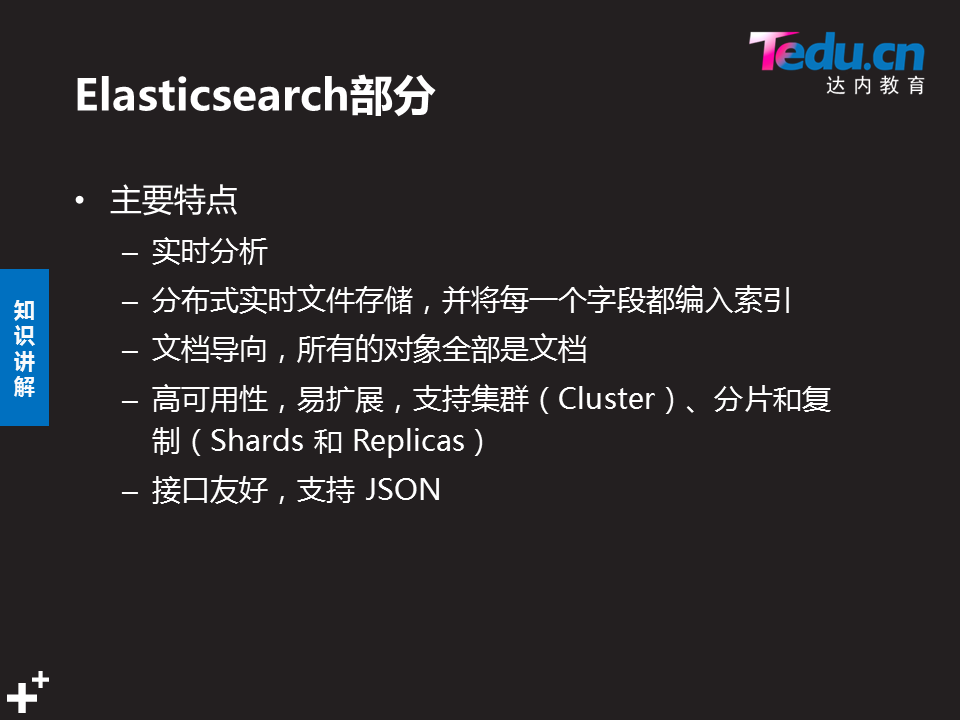 Tedu.cn
达内教育
Elasticsearch部分
• 主要特点
– 实时分析
– 分布式实时文件存储，并将每一个字段都编入索引
– 文档导向，所有的对象全部是文档
– 高可用性，易扩展，支持集群（Cluster）、分片和复
制（Shards 和 Replicas）
– 接口友好，支持 JSON
知
识
讲
解